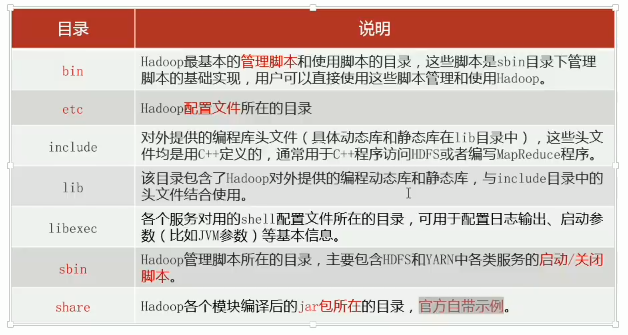 目录 说明
bin Hadoop最基本的管理脚本和使用脚本的目录，这些脚本是sbin目录下管理
脚本的基础实现，用户可以直接使用这些脚本管理和使用Hadoop。
etc Hadoop配置文件所在的目录
include 对外提供的编程库头文件（具体动态库和静态库在lib目录中），这些头文
件均是用C++定义的，通常用于C++程序访问HDFS或者编写MapReduce程序。
lib 该目录包含了Hadoop对外提供的编程动态库和静态库，与include目录中的
头文件结合使用。
libexec 各个服务对用的shell配置文件所在的目录，可用于配置日志输出、启动参
数（比如JVM参数）等基本信息。
sbin Hadoop管理脚本所在的目录，主要包含HDFS和YARN中各类服务的启动/关闭
脚本。
share Hadoop各个模块编译后的jar包所在的目录，官方自带示例。